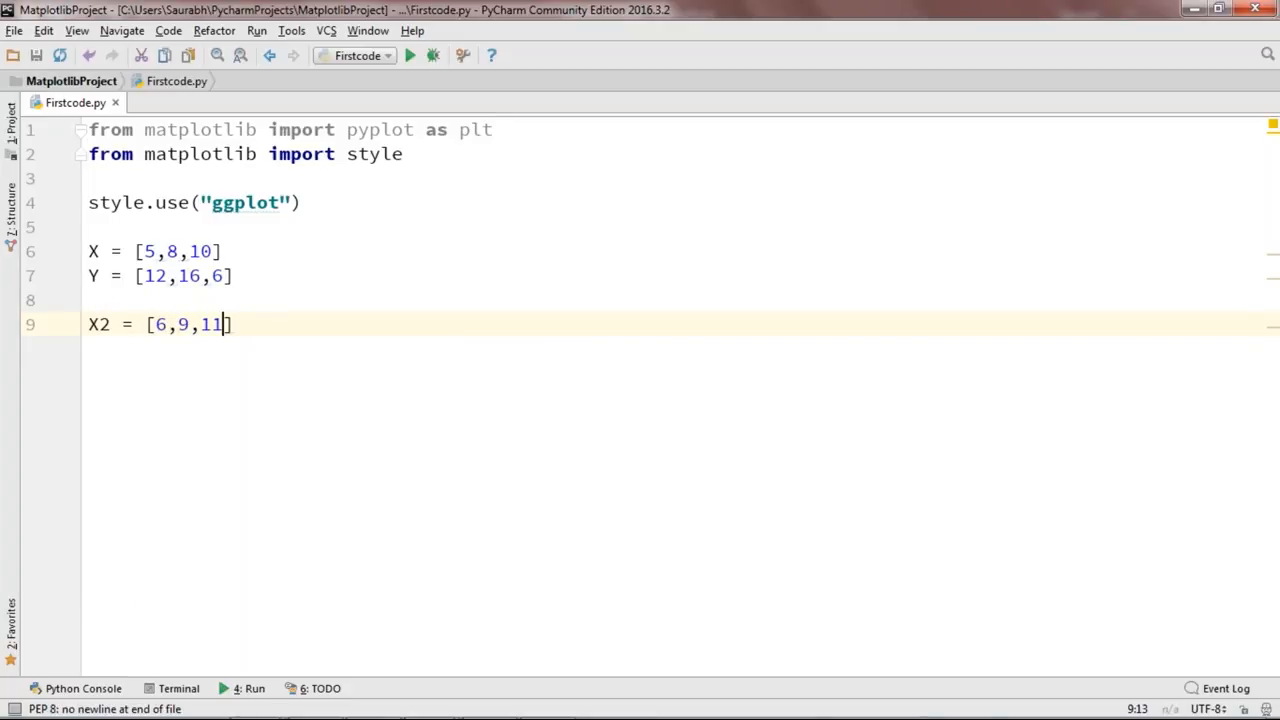 MatplotlibProject - [C:\Users\Saurabh\PycharmProjects\MatplotlibProject] - ...\Firstcode.py - PyCharm Community Edition 2016.3.2
File Edit View Navigate Code Refactor Run Tools VCS Window Help
Firstcode
MatplotlibProject Firstcode.py
Firstcode.py
1: Project
7: Structure
2: Favorites
1 from matplotlib import pyplot as plt
2 from matplotlib import style
3
4 style.use("ggplot")
5
6 X = [5,8,10]
7 Y = [12,16,6]
8
9 X2 = [6,9,11]
Python Console Terminal 4: Run 6: TODO Event Log
PEP 8: no newline at end of file 9:13 n/a UTF-8